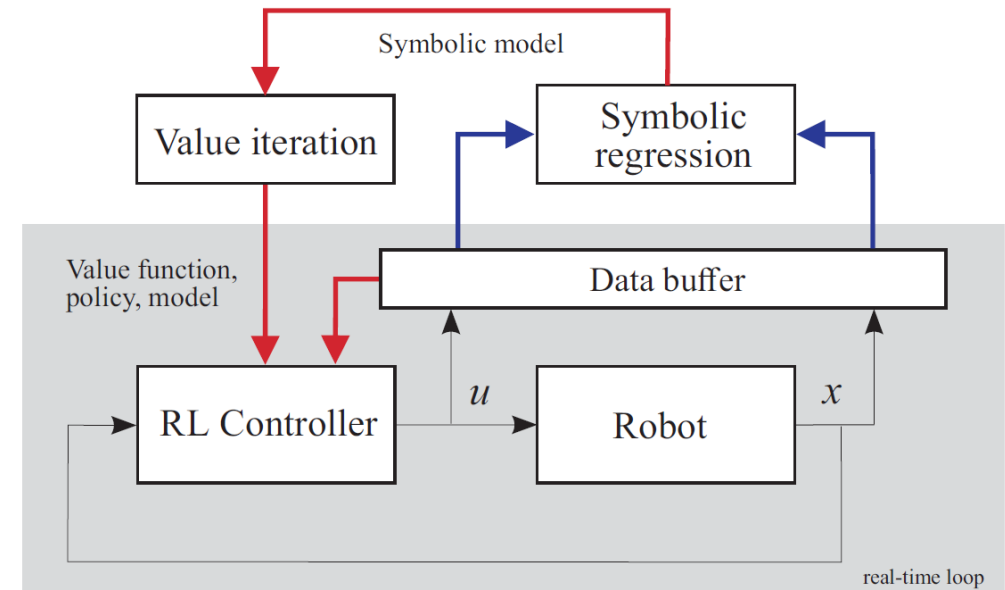 Symbolic model
Value iteration
Symbolic
regression
Value function,
policy, model
Data buffer
RL Controller
u
Robot
x
real-time loop